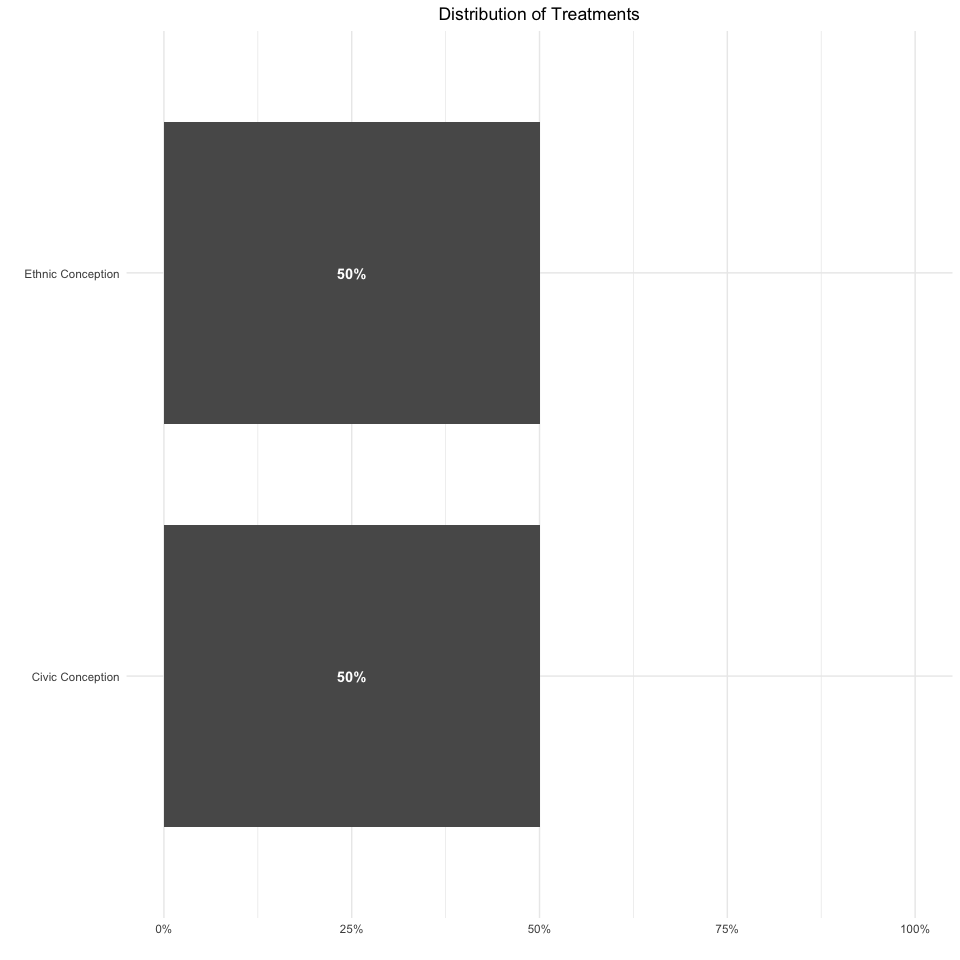 Distribution of Treatments
Ethnic Conception
50%
Civic Conception
50%
0% 25% 50% 75% 100%